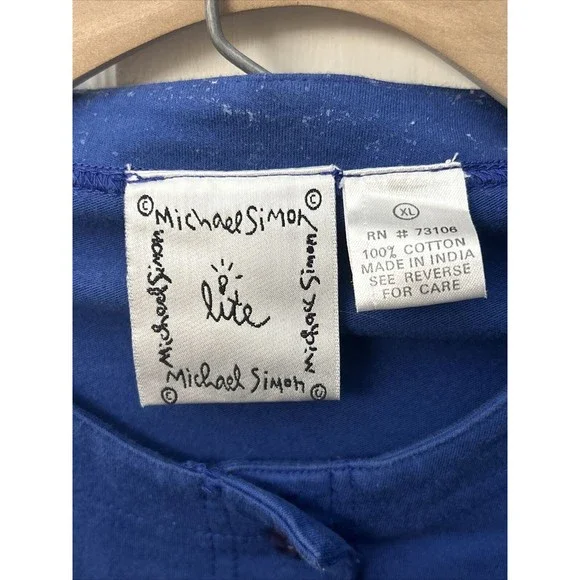 © Michael Simon ©
Michael Simon
lite
Michael Simon
© Michael Simon ©
XL
RN # 73106
100% COTTON
MADE IN INDIA
SEE REVERSE
FOR CARE